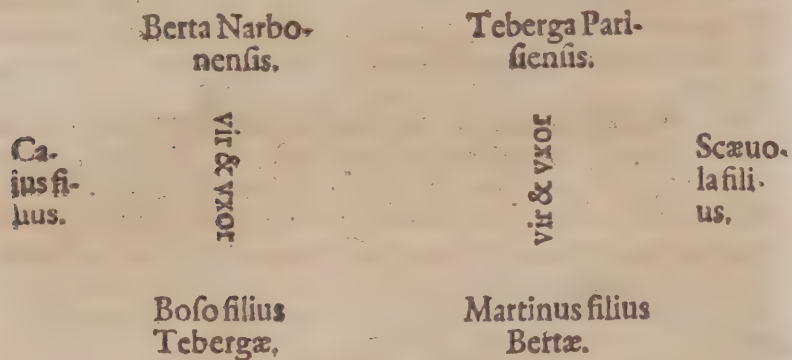 Berta Narbo-
nenſis.
Teberga Pari-
ſienſis.
Ca-
ius fi-
lius.
vir & vxor
vir & vxor
Scæuo-
la fili-
us.
Boſo filius
Tebergæ.
Martinus filius
Bertæ.